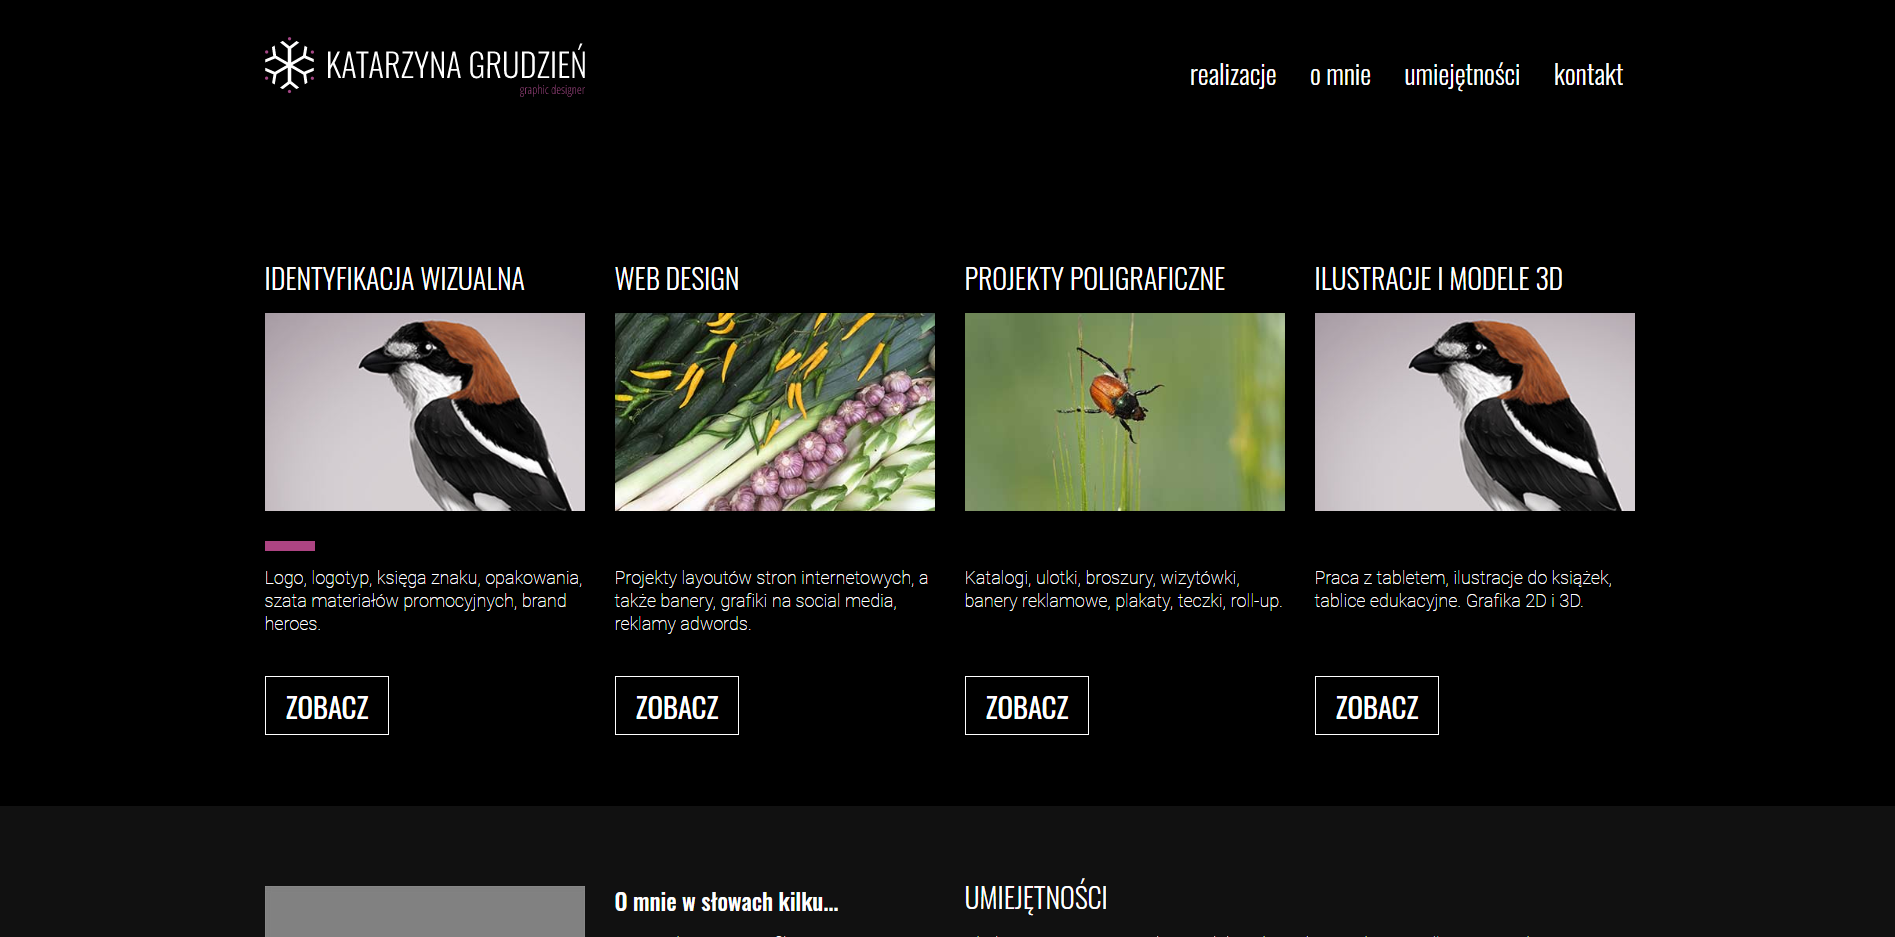 KATARZYNA GRUDZIEŃ
graphic designer
realizacje o mnie umiejętności kontakt
IDENTYFIKACJA WIZUALNA
WEB DESIGN
PROJEKTY POLIGRAFICZNE
ILUSTRACJE I MODELE 3D
Logo, logotyp, księga znaku, opakowania,
szata materiałów promocyjnych, brand
heroes.
Projekty layoutów stron internetowych, a
także banery, grafiki na social media,
reklamy adwords.
Katalogi, ulotki, broszury, wizytówki,
banery reklamowe, plakaty, teczki, roll-up.
Praca z tabletem, ilustracje do książek,
tablice edukacyjne. Grafika 2D i 3D.
ZOBACZ
ZOBACZ
ZOBACZ
ZOBACZ
O mnie w słowach kilku...
UMIEJĘTNOŚCI